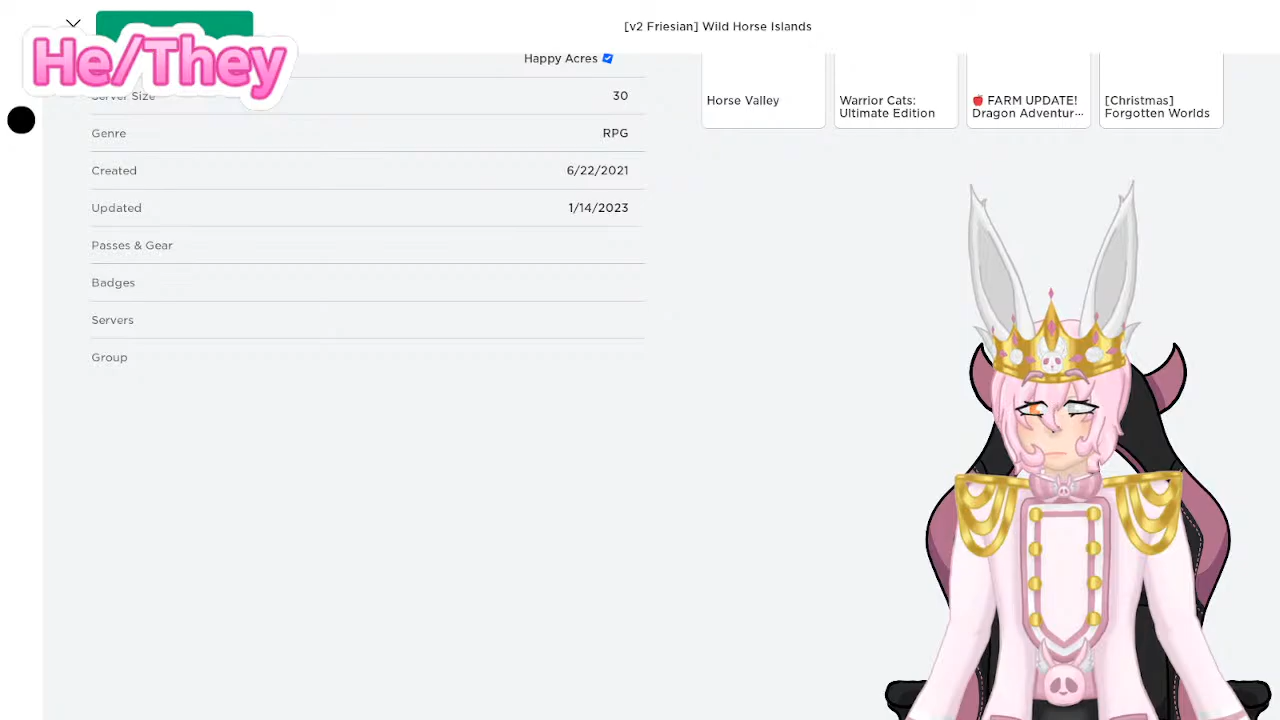 [v2 Friesian] Wild Horse Islands
He/They
Happy Acres
Server Size 30
Genre RPG
Created 6/22/2021
Updated 1/14/2023
Passes & Gear
Badges
Servers
Group
Horse Valley
Warrior Cats:
Ultimate Edition
🍎 FARM UPDATE!
Dragon Adventur...
[Christmas]
Forgotten Worlds